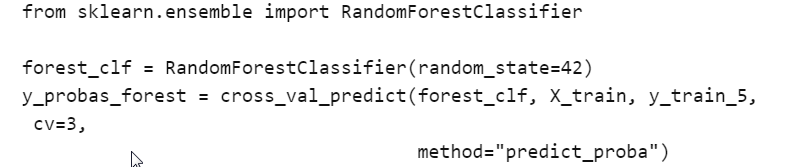 from sklearn.ensemble import RandomForestClassifier
forest_clf = RandomForestClassifier(random_state=42)
y_probas_forest = cross_val_predict(forest_clf, X_train, y_train_5,
cv=3,
method="predict_proba")